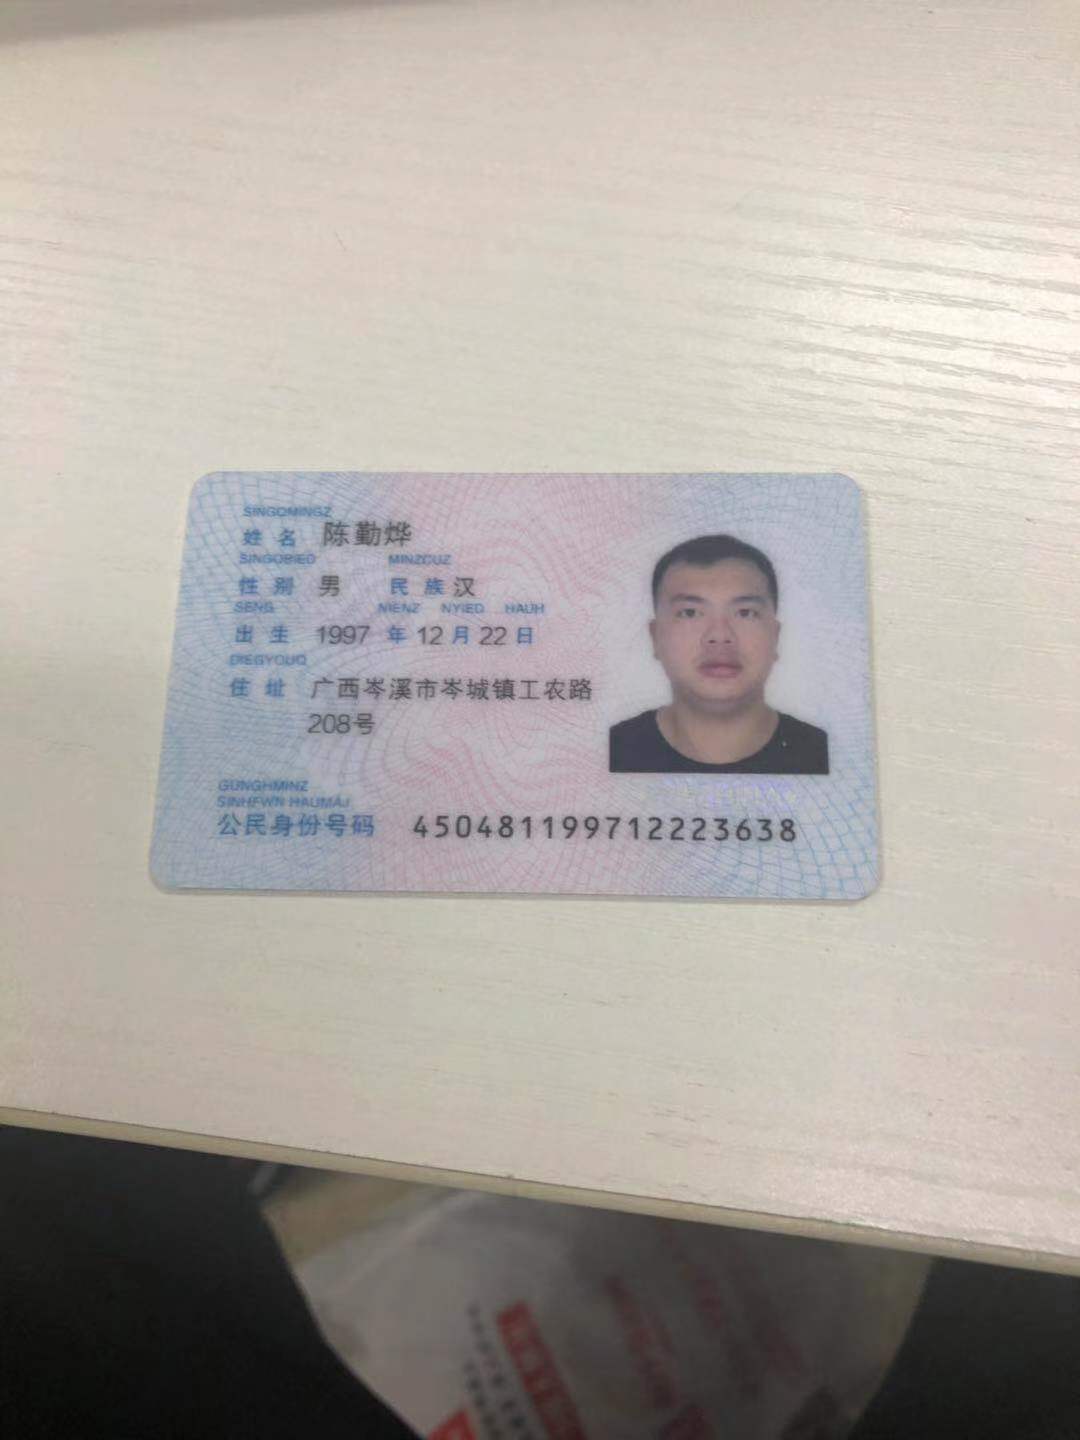 SINGQMINGZ
姓名 陈勤烨
SINGQBIED MINZCUZ
性别 男 民族 汉
SENG NIENZ NYIED HAUH
出生 1997 年 12 月 22 日
DIEGYOUQ
住址 广西岑溪市岑城镇工农路
208号
GUNGHMINZ
SINHFWN HAUMAJ
公民身份号码 450481199712223638